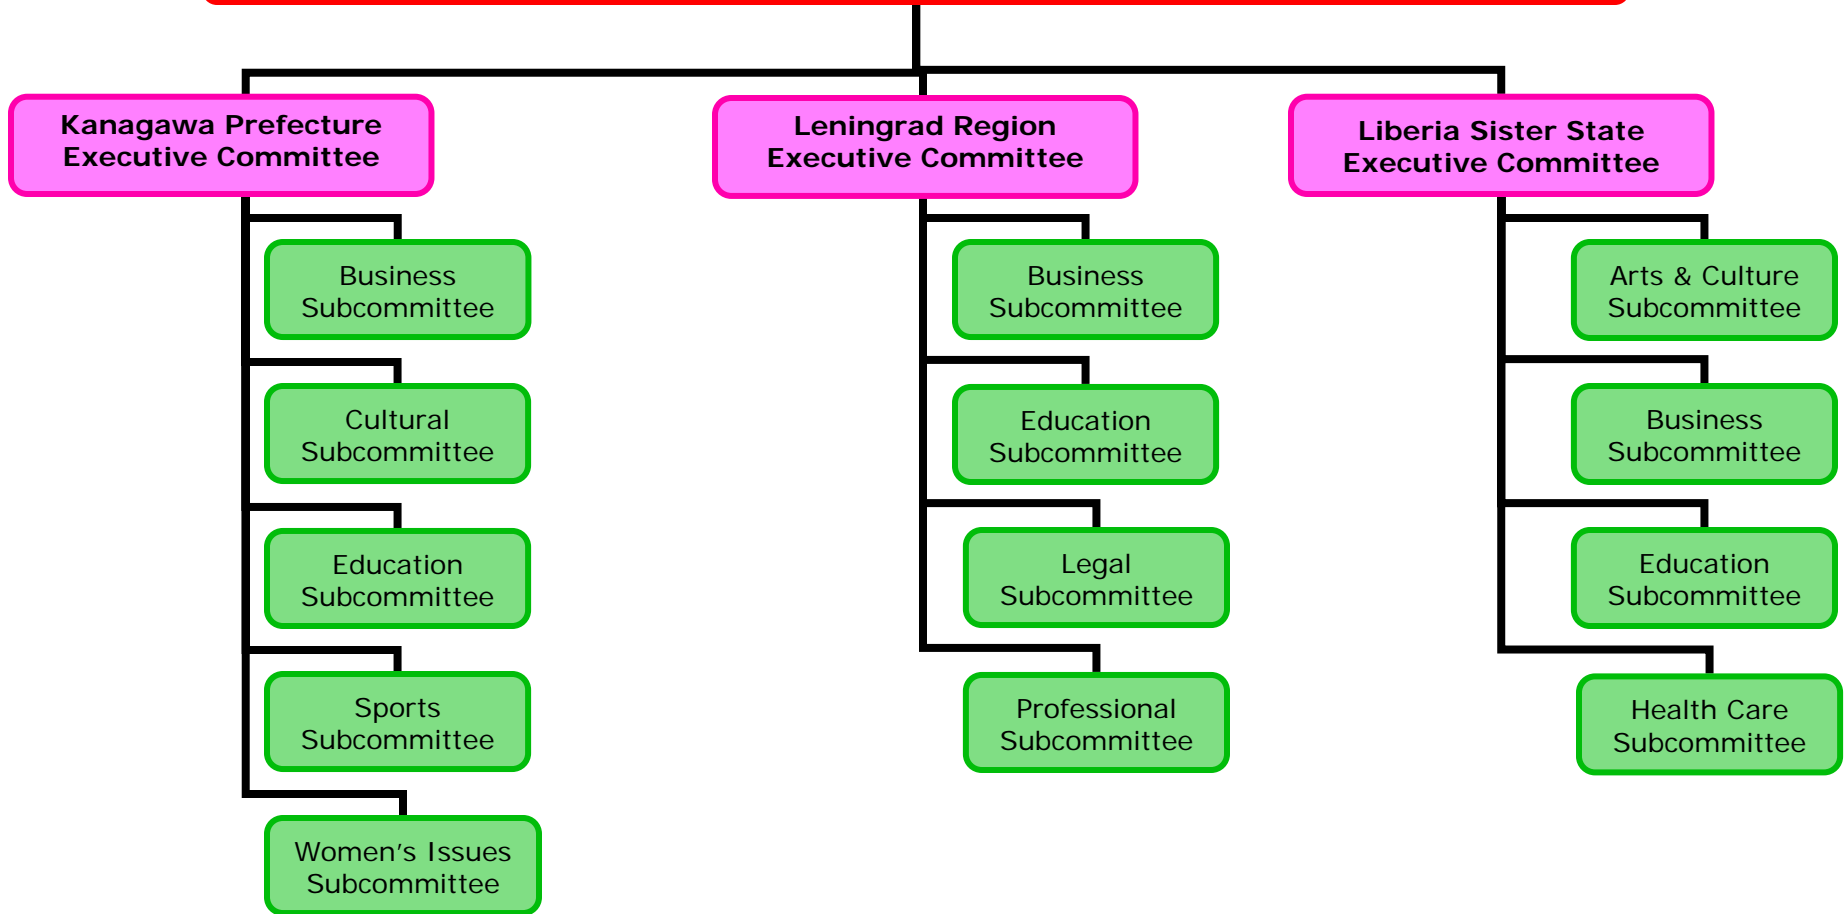 Kanagawa Prefecture
Executive Committee
Business
Subcommittee
Cultural
Subcommittee
Education
Subcommittee
Sports
Subcommittee
Women's Issues
Subcommittee
Leningrad Region
Executive Committee
Business
Subcommittee
Education
Subcommittee
Legal
Subcommittee
Professional
Subcommittee
Liberia Sister State
Executive Committee
Arts & Culture
Subcommittee
Business
Subcommittee
Education
Subcommittee
Health Care
Subcommittee